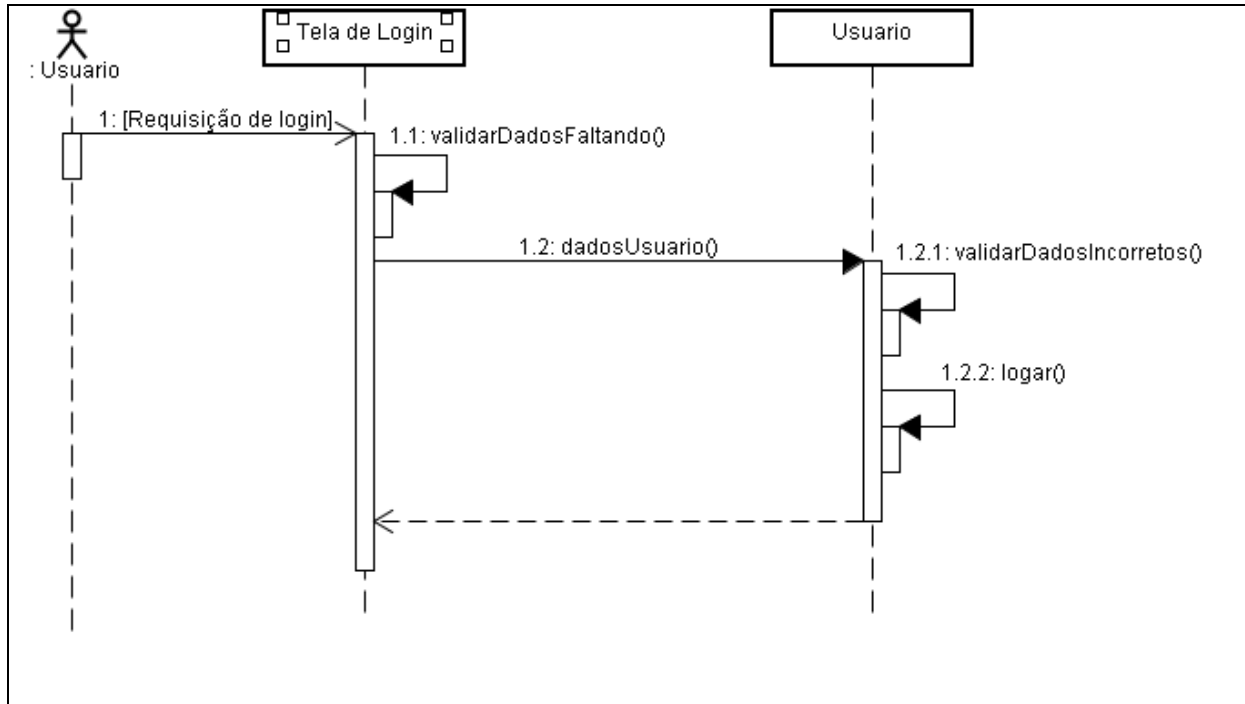 Tela de Login
Usuario
: Usuario
1: [Requisição de login]
1.1: validarDadosFaltando()
1.2: dadosUsuario()
1.2.1: validarDadosIncorretos()
1.2.2: logar()